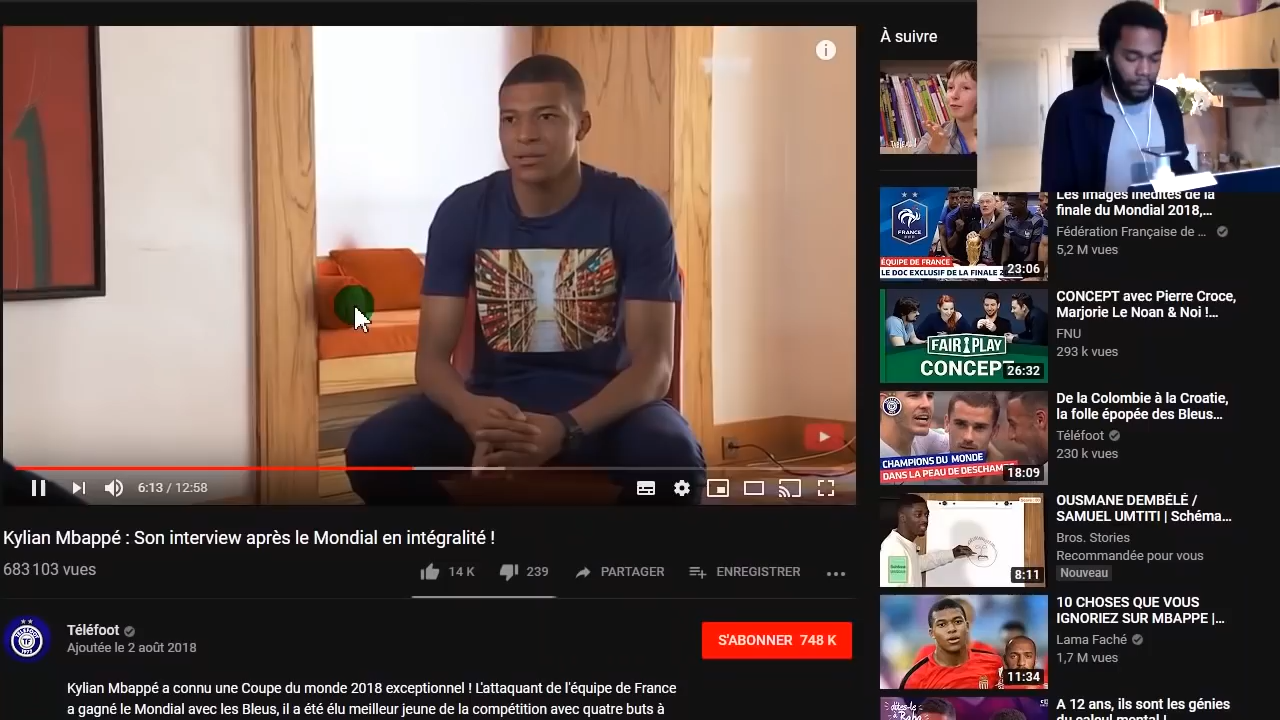 À suivre
Les images inédites de la
finale du Mondial 2018,...
Fédération Française de ...
5,2 M vues
FRANCE
ÉQUIPE DE FRANCE
LE DOC EXCLUSIF DE LA FINALE 2
23:06
CONCEPT avec Pierre Croce,
Marjorie Le Noan & Noi !...
FNU
293 k vues
FAIR PLAY
CONCEPT
26:32
De la Colombie à la Croatie,
la folle épopée des Bleus...
Téléfoot
230 k vues
CHAMPIONS DU MONDE
DANS LA PEAU DE DESCHAM
18:09
OUSMANE DEMBÉLÉ /
SAMUEL UMTITI | Schéma...
Bros. Stories
Recommandée pour vous
Nouveau
8:11
10 CHOSES QUE VOUS
IGNORIEZ SUR MBAPPE |...
Lama Faché
1,7 M vues
11:34
A 12 ans, ils sont les génies
du calcul mental !
6:13 / 12:58
Kylian Mbappé : Son interview après le Mondial en intégralité !
683 103 vues
14 K
239
PARTAGER
ENREGISTRER
Téléfoot
Ajoutée le 2 août 2018
S'ABONNER 748 K
Kylian Mbappé a connu une Coupe du monde 2018 exceptionnel ! L'attaquant de l'équipe de France
a gagné le Mondial avec les Bleus, il a été élu meilleur jeune de la compétition avec quatre buts à